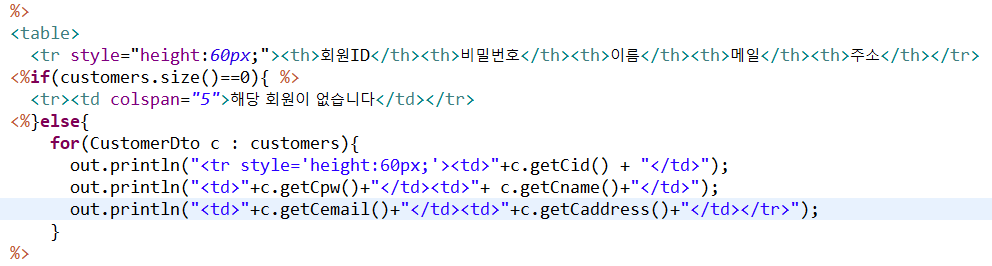 %>
<table>
<tr style="height:60px;"><th>회원ID</th><th>비밀번호</th><th>이름</th><th>메일</th><th>주소</th></tr>
<%if(customers.size()==0){ %>
<tr><td colspan="5">해당 회원이 없습니다</td></tr>
<%}else{
for(CustomerDto c : customers){
out.println("<tr style='height:60px;'><td>"+c.getCid() + "</td>");
out.println("<td>"+c.getCpw()+"</td><td>"+ c.getCname()+"</td>");
out.println("<td>"+c.getCemail()+"</td><td>"+c.getCaddress()+"</td></tr>");
}
%>